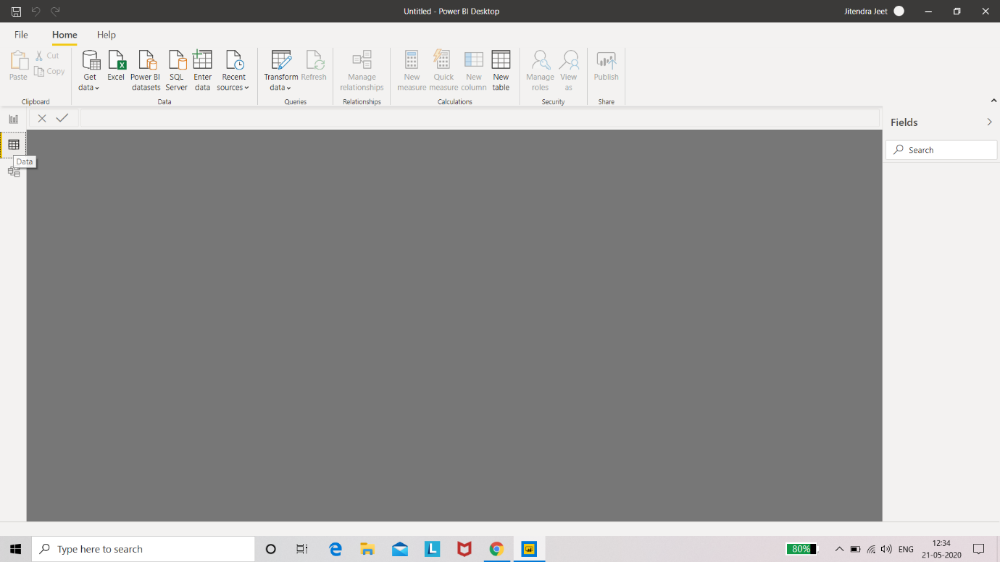 Untitled - Power BI Desktop
Jitendra Jeet
File
Home
Help
Paste
Cut
Copy
Clipboard
Get
data
Excel
Power BI
datasets
SQL
Server
Enter
data
Recent
sources
Data
Transform
data
Refresh
Queries
Manage
relationships
Relationships
New
measure
Quick
measure
New
column
New
table
Calculations
Manage
roles
View
as
Security
Publish
Share
Fields
Search
Data
Type here to search
80%
ENG
12:34
21-05-2020